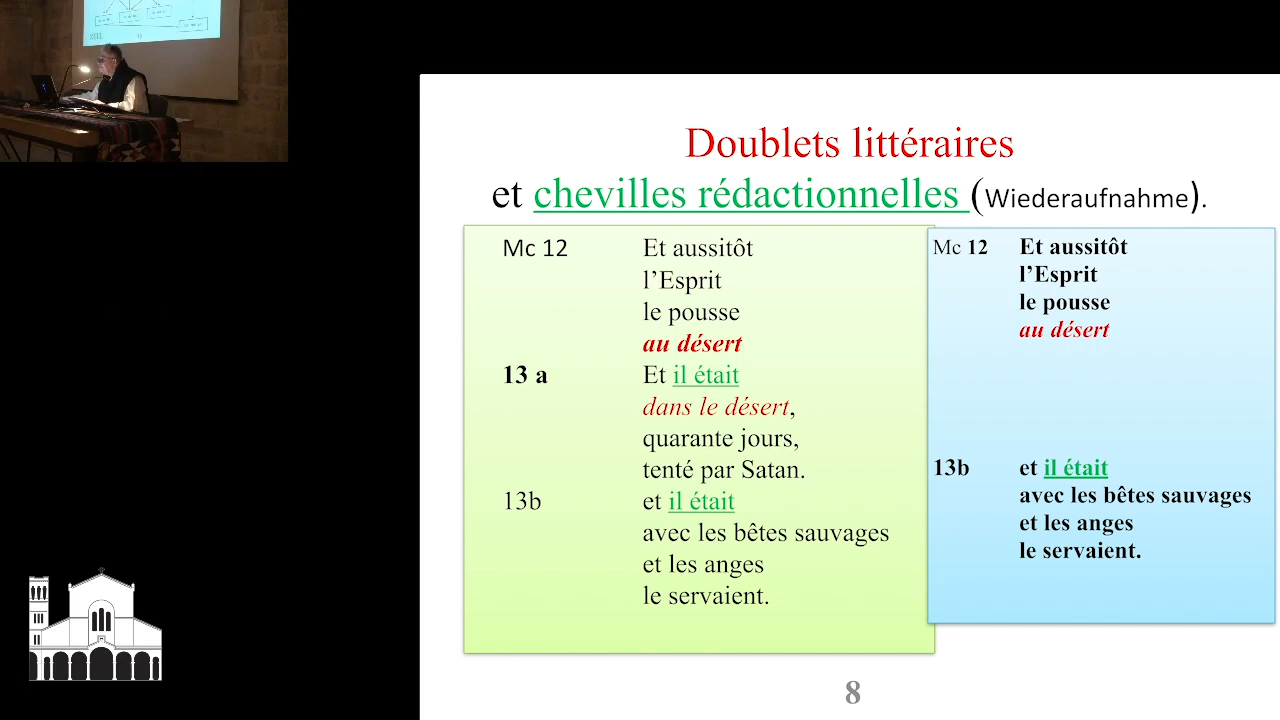 Doublets littéraires
et chevilles rédactionnelles (Wiederaufnahme).
Mc 12 Et aussitôt
l’Esprit
le pousse
au désert
13 a Et il était
dans le désert,
quarante jours,
tenté par Satan.
13b et il était
avec les bêtes sauvages
et les anges
le servaient.
Mc 12 Et aussitôt
l’Esprit
le pousse
au désert
13b et il était
avec les bêtes sauvages
et les anges
le servaient.
8